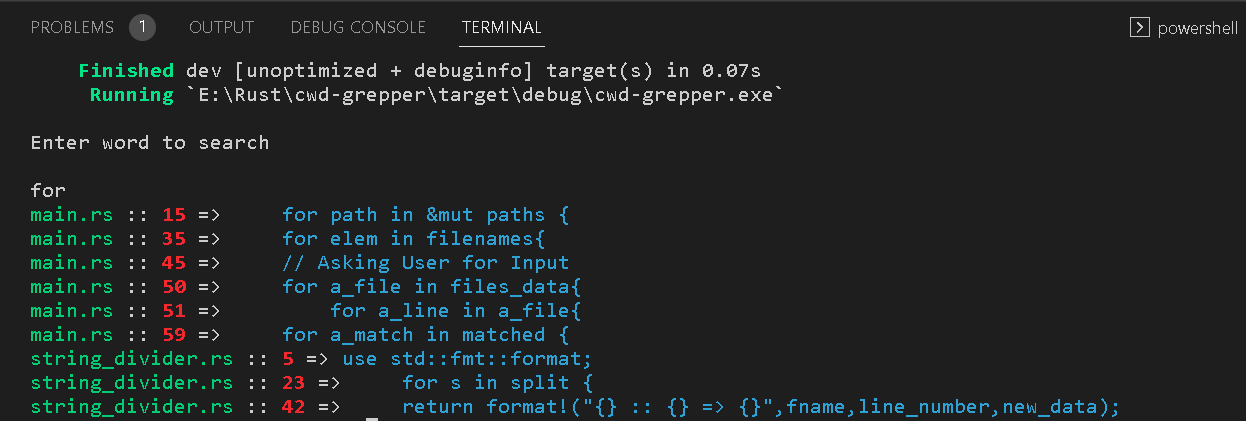 PROBLEMS 1 OUTPUT DEBUG CONSOLE TERMINAL powershell
Finished dev [unoptimized + debuginfo] target(s) in 0.07s
Running `E:\Rust\cwd-grepper\target\debug\cwd-grepper.exe`
Enter word to search
for
main.rs :: 15 =>     for path in &mut paths {
main.rs :: 35 =>     for elem in filenames{
main.rs :: 45 =>     // Asking User for Input
main.rs :: 50 =>     for a_file in files_data{
main.rs :: 51 =>         for a_line in a_file{
main.rs :: 59 =>     for a_match in matched {
string_divider.rs :: 5 => use std::fmt::format;
string_divider.rs :: 23 =>     for s in split {
string_divider.rs :: 42 =>     return format!("{} :: {} => {}",fname,line_number,new_data);